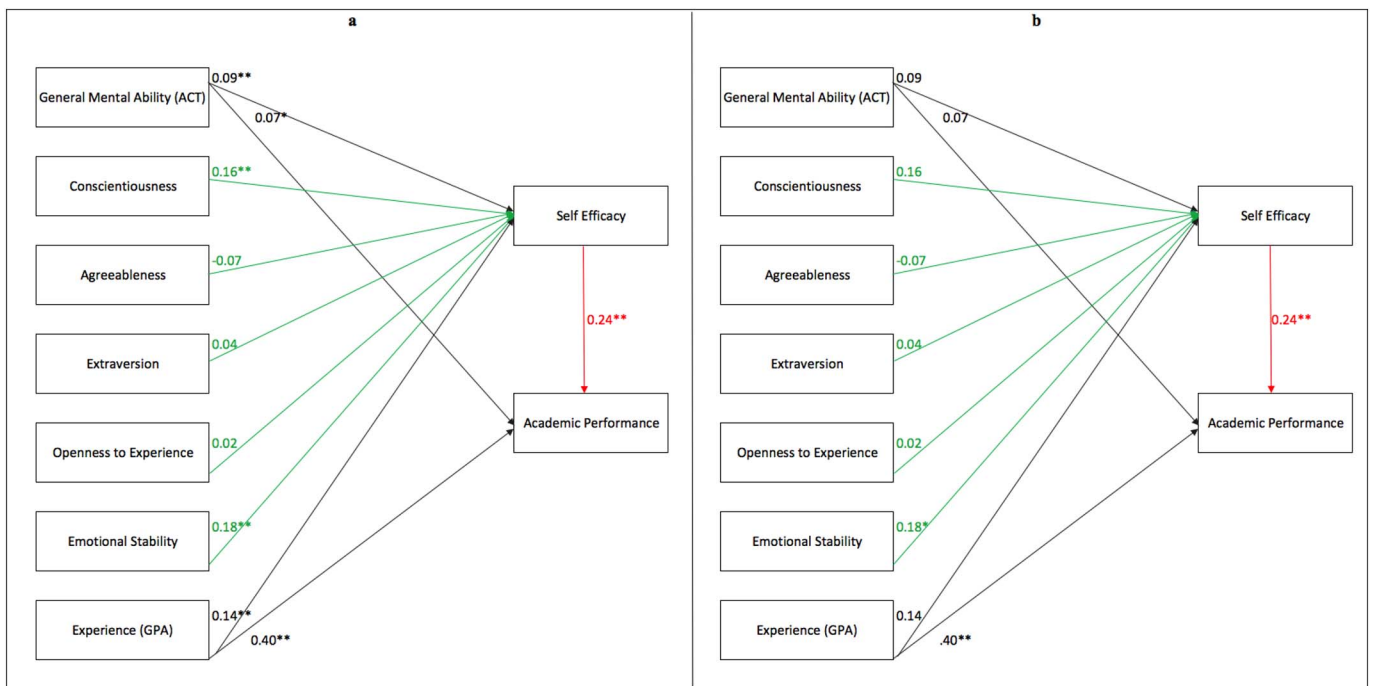 a
0.09**
General Mental Ability (ACT)
0.07*
0.16**
Conscientiousness
Self Efficacy
-0.07
Agreeableness
0.24**
0.04
Extraversion
Academic Performance
0.02
Openness to Experience
0.18**
Emotional Stability
0.14**
Experience (GPA)
0.40**
b
0.09
General Mental Ability (ACT)
0.07
0.16
Conscientiousness
Self Efficacy
-0.07
Agreeableness
0.24**
0.04
Extraversion
Academic Performance
0.02
Openness to Experience
0.18*
Emotional Stability
0.14
Experience (GPA)
.40**